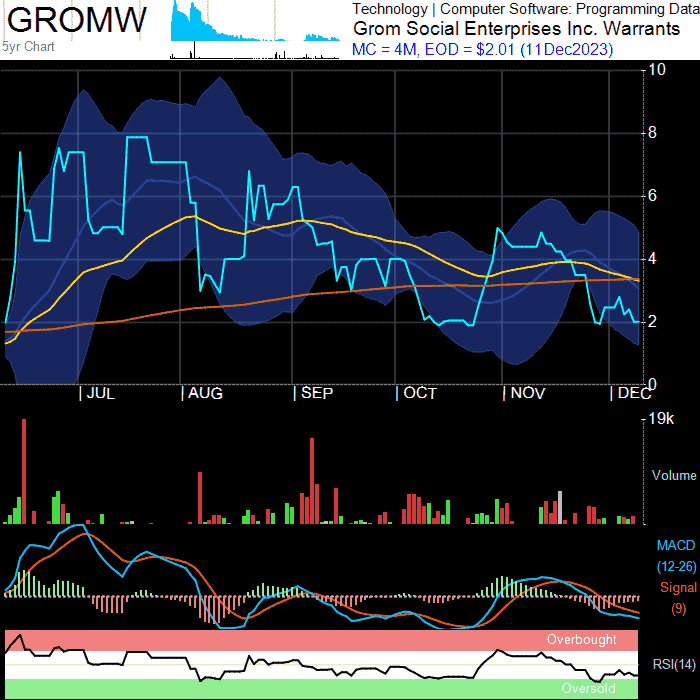 GROMW
5yr Chart
Technology | Computer Software: Programming Data
Grom Social Enterprises Inc. Warrants
MC = 4M, EOD = $2.01 (11Dec2023)
10
8
6
4
2
0
| JUL | AUG | SEP | OCT | NOV | DEC
19k
Volume
MACD
(12-26)
Signal
(9)
Overbought
RSI(14)
Oversold